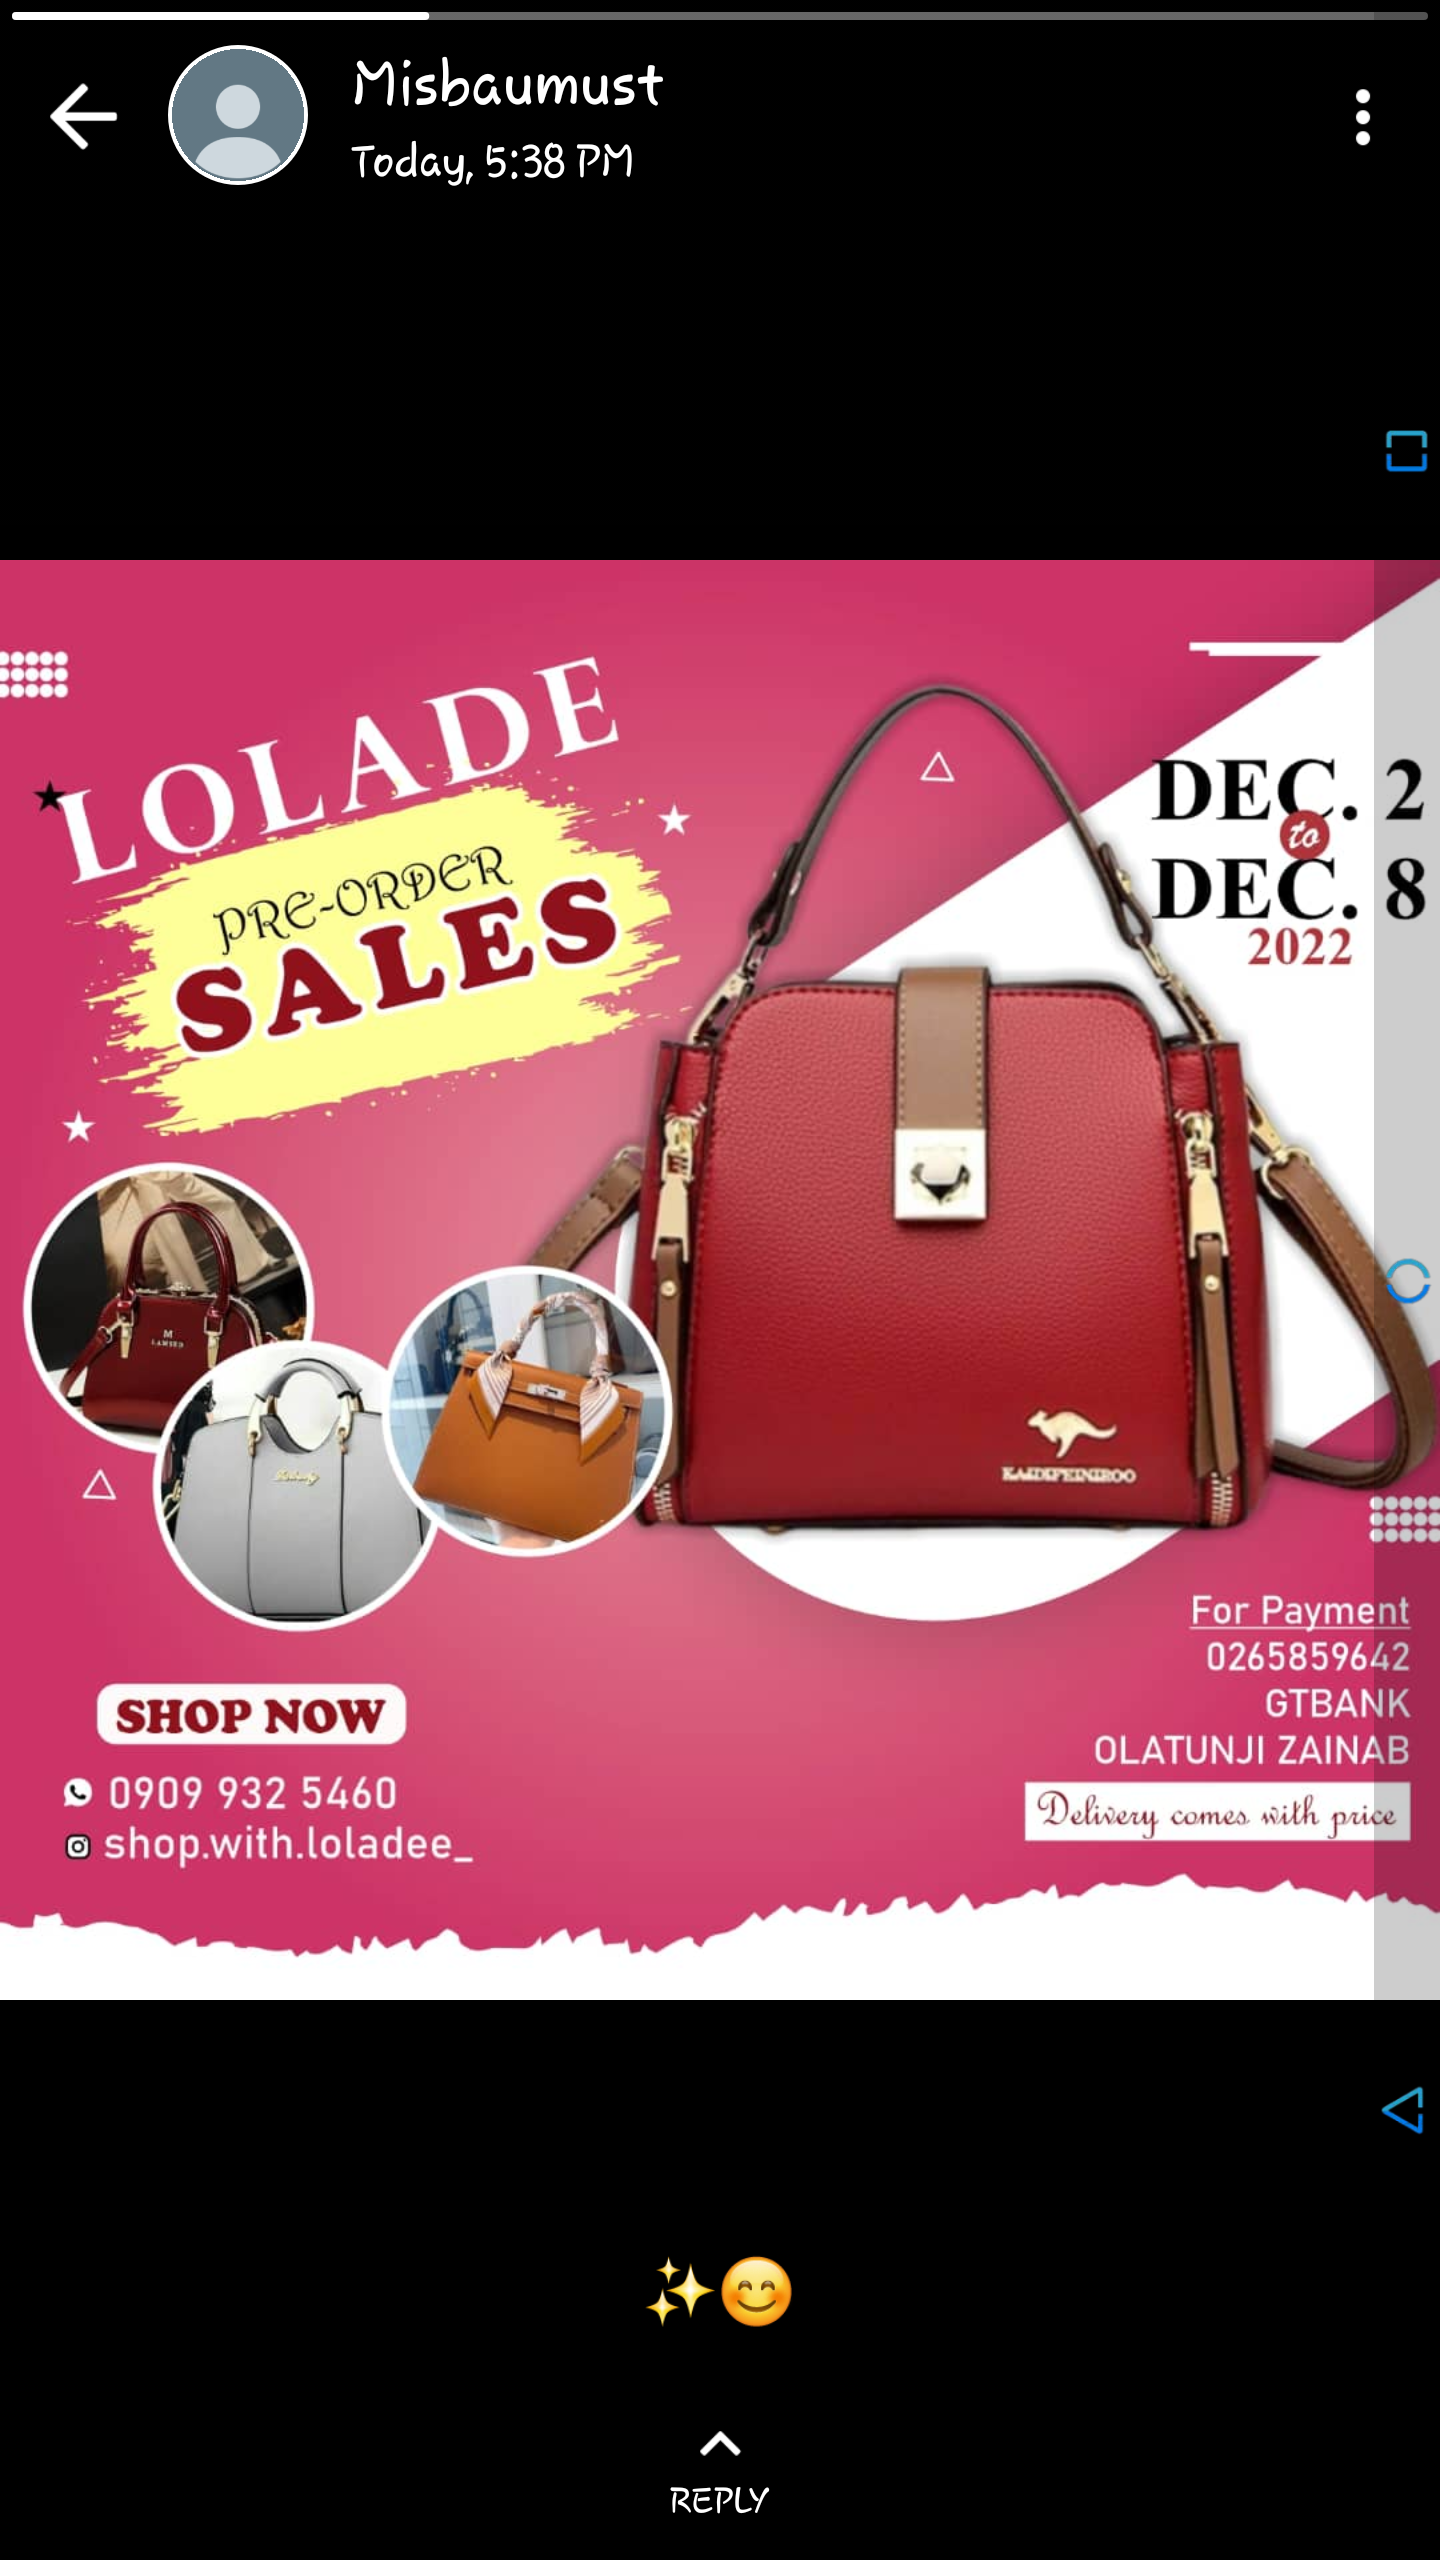 Misbaumust
Today, 5:38 PM
LOLADE
PRE-ORDER
SALES
DEC. 2
to
DEC. 8
2022
M
LAMSED
KAIDIFEINIROO
For Payment
0265859642
GTBANK
OLATUNJI ZAINAB
Delivery comes with price
SHOP NOW
0909 932 5460
shop.with.loladee_
REPLY